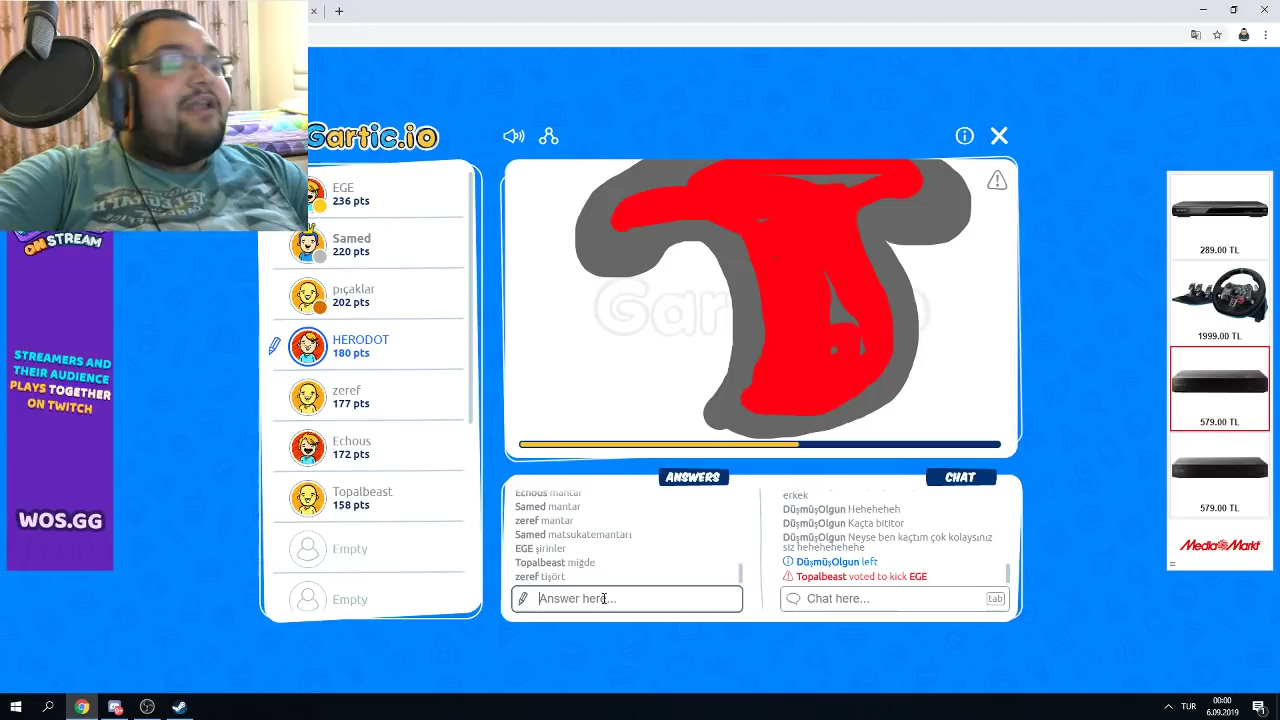 Gartic.io
EGE
236 pts
Samed
220 pts
pıçaklar
202 pts
HERODOT
180 pts
zeref
177 pts
Echous
172 pts
Topalbeast
158 pts
Empty
Empty
ON STREAM
STREAMERS AND
THEIR AUDIENCE
PLAYS TOGETHER
ON TWITCH
WOS.GG
Gar
ANSWERS
Echous mantar
Samed mantar
zeref mantar
Samed matsukatemantarı
EGE şirinler
Topalbeast miğde
zeref tişört
Answer here...
CHAT
erkek
DüşmüşOlgun Heheheheh
DüşmüşOlgun Kaçta bititor
DüşmüşOlgun Neyse ben kaçtım çok kolaysınız
siz hehehehehehe
DüşmüşOlgun left
Topalbeast voted to kick EGE
Chat here...
tab
289.00 TL
1999.00 TL
579.00 TL
579.00 TL
Media Markt
TUR
00:00
6.09.2019